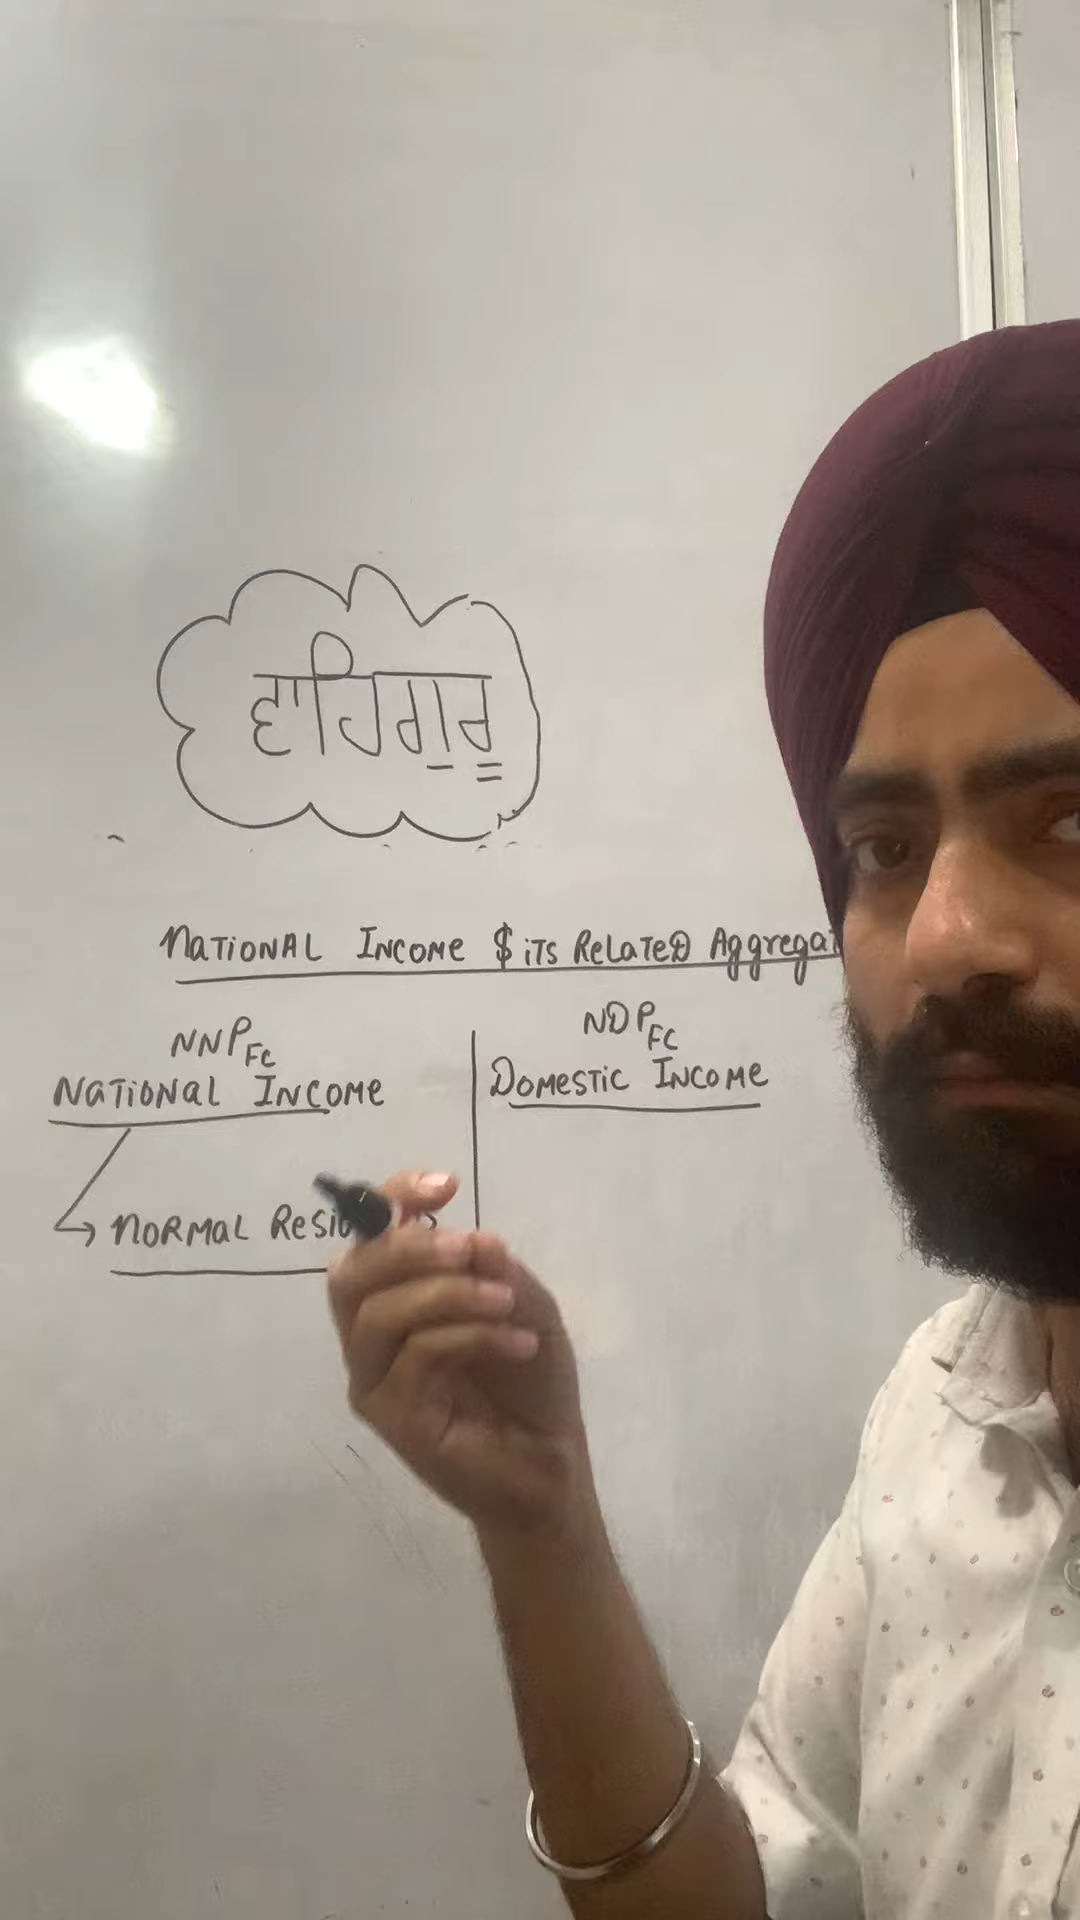 ਵਾਹਿਗੁਰੂ
NATIONAL INCOME $ iTS RELATED
NNP FC
NATIONAL INCOME
NDP FC
DOMESTIC INCOME
NORMAL